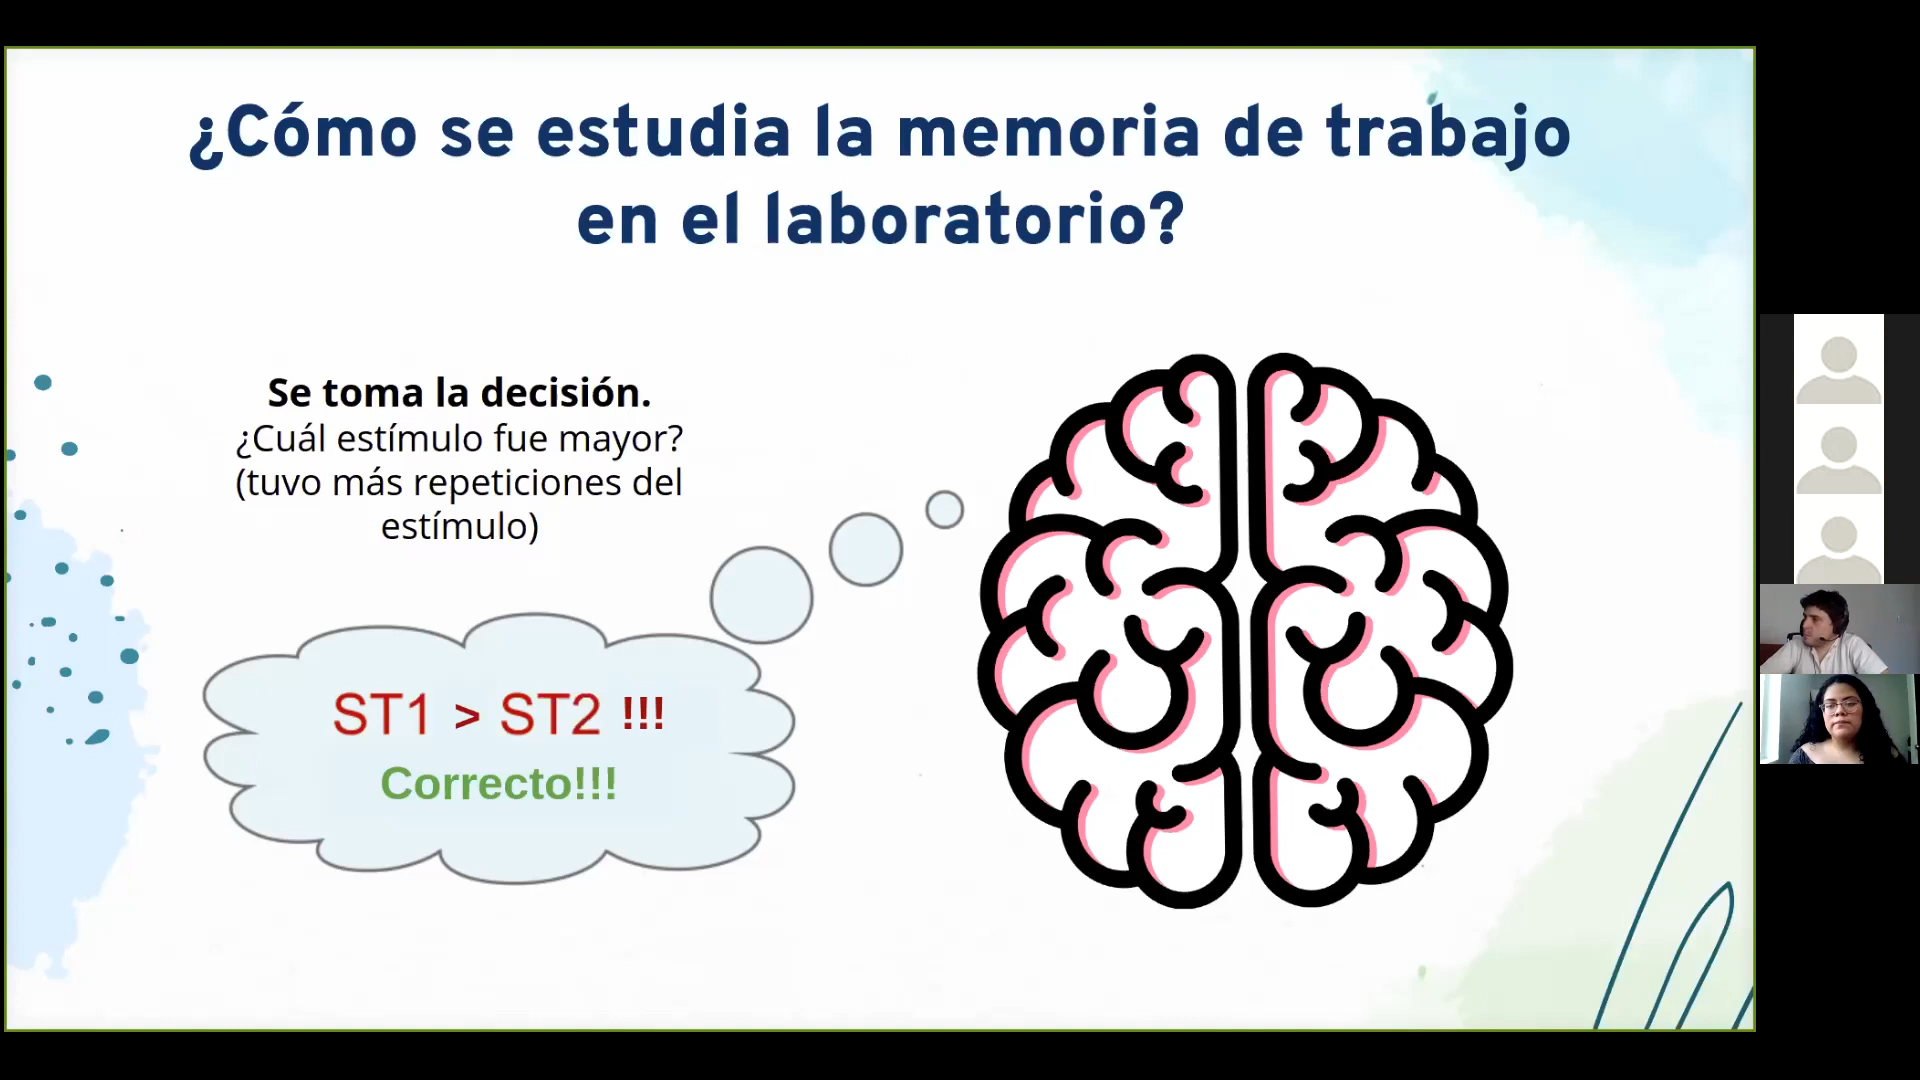 ¿Cómo se estudia la memoria de trabajo
en el laboratorio?
Se toma la decisión.
¿Cuál estímulo fue mayor?
(tuvo más repeticiones del
estímulo)
ST1 > ST2 !!!
Correcto!!!